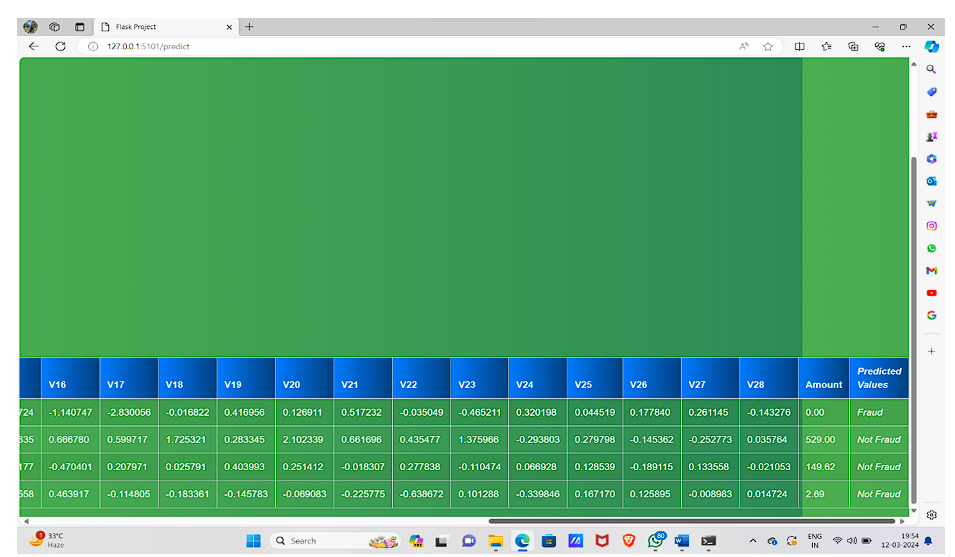 Flask Project
127.0.0.1:5101/predict
V16 V17 V18 V19 V20 V21 V22 V23 V24 V25 V26 V27 V28 Amount Predicted Values
724 -1.140747 -2.830056 -0.016822 0.416956 0.126911 0.517232 -0.035049 -0.465211 0.320198 0.044519 0.177840 0.261145 -0.143276 0.00 Fraud
635 0.666780 0.599717 1.725321 0.283345 2.102339 0.661696 0.435477 1.375966 -0.293803 0.279798 -0.145362 -0.252773 0.035764 529.00 Not Fraud
177 -0.470401 0.207971 0.025791 0.403993 0.251412 -0.018307 0.277838 -0.110474 0.066928 0.128539 -0.189115 0.133558 -0.021053 149.62 Not Fraud
558 0.463917 -0.114805 -0.183361 -0.145783 -0.069083 -0.225775 -0.638672 0.101288 -0.339846 0.167170 0.125895 -0.008983 0.014724 2.69 Not Fraud
33°C
Haze
Search
ENG
IN
19:54
12-03-2024